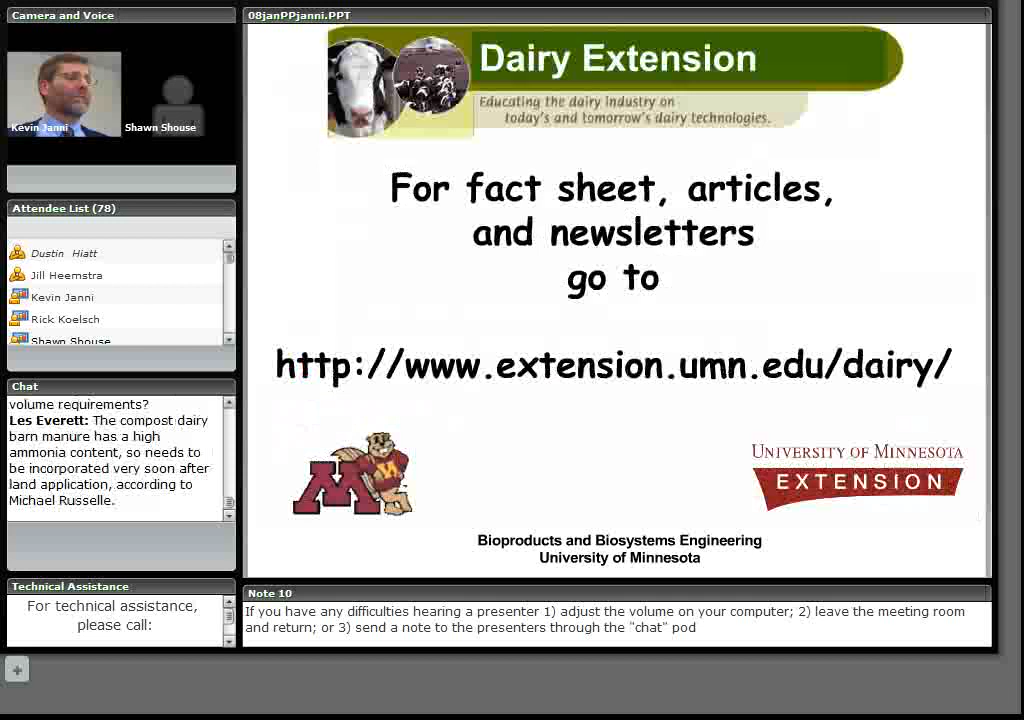 Camera and Voice
Kevin Janni
Shawn Shouse
Attendee List (78)
Dustin Hiatt
Jill Heemstra
Kevin Janni
Rick Koelsch
Shawn Shouse
Chat
volume requirements?
Les Everett: The compost dairy
barn manure has a high
ammonia content, so needs to
be incorporated very soon after
land application, according to
Michael Russelle.
Technical Assistance
For technical assistance,
please call:
08janPPjanni.PPT
Dairy Extension
Educating the dairy industry on
today's and tomorrow's dairy technologies.
For fact sheet, articles,
and newsletters
go to
http://www.extension.umn.edu/dairy/
M
UNIVERSITY OF MINNESOTA
EXTENSION
Bioproducts and Biosystems Engineering
University of Minnesota
Note 10
If you have any difficulties hearing a presenter 1) adjust the volume on your computer; 2) leave the meeting room
and return; or 3) send a note to the presenters through the "chat" pod